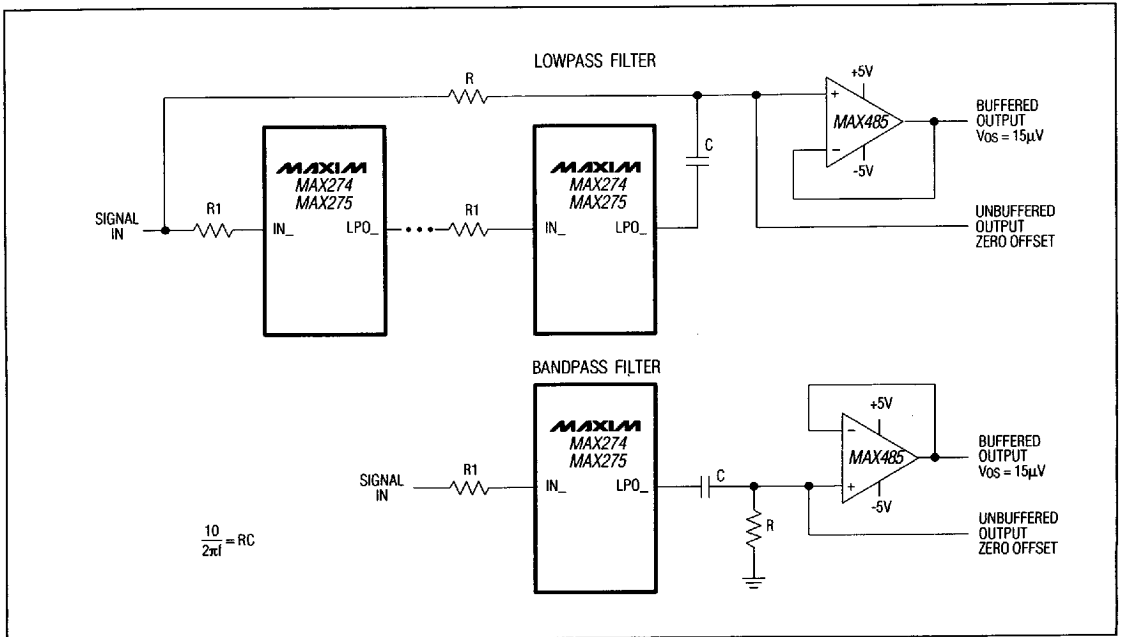 LOWPASS FILTER
R
+5V
+
MAX485
−
-5V
BUFFERED
OUTPUT
VOS = 15µV
C
MAXIM
MAX274
MAX275
IN_
LPO_
MAXIM
MAX274
MAX275
IN_
LPO_
SIGNAL
IN
R1
R1
UNBUFFERED
OUTPUT
ZERO OFFSET
BANDPASS FILTER
MAXIM
MAX274
MAX275
IN_
LPO_
SIGNAL
IN
R1
C
R
+5V
−
MAX485
+
-5V
BUFFERED
OUTPUT
VOS = 15µV
UNBUFFERED
OUTPUT
ZERO OFFSET
10
2πf
= RC